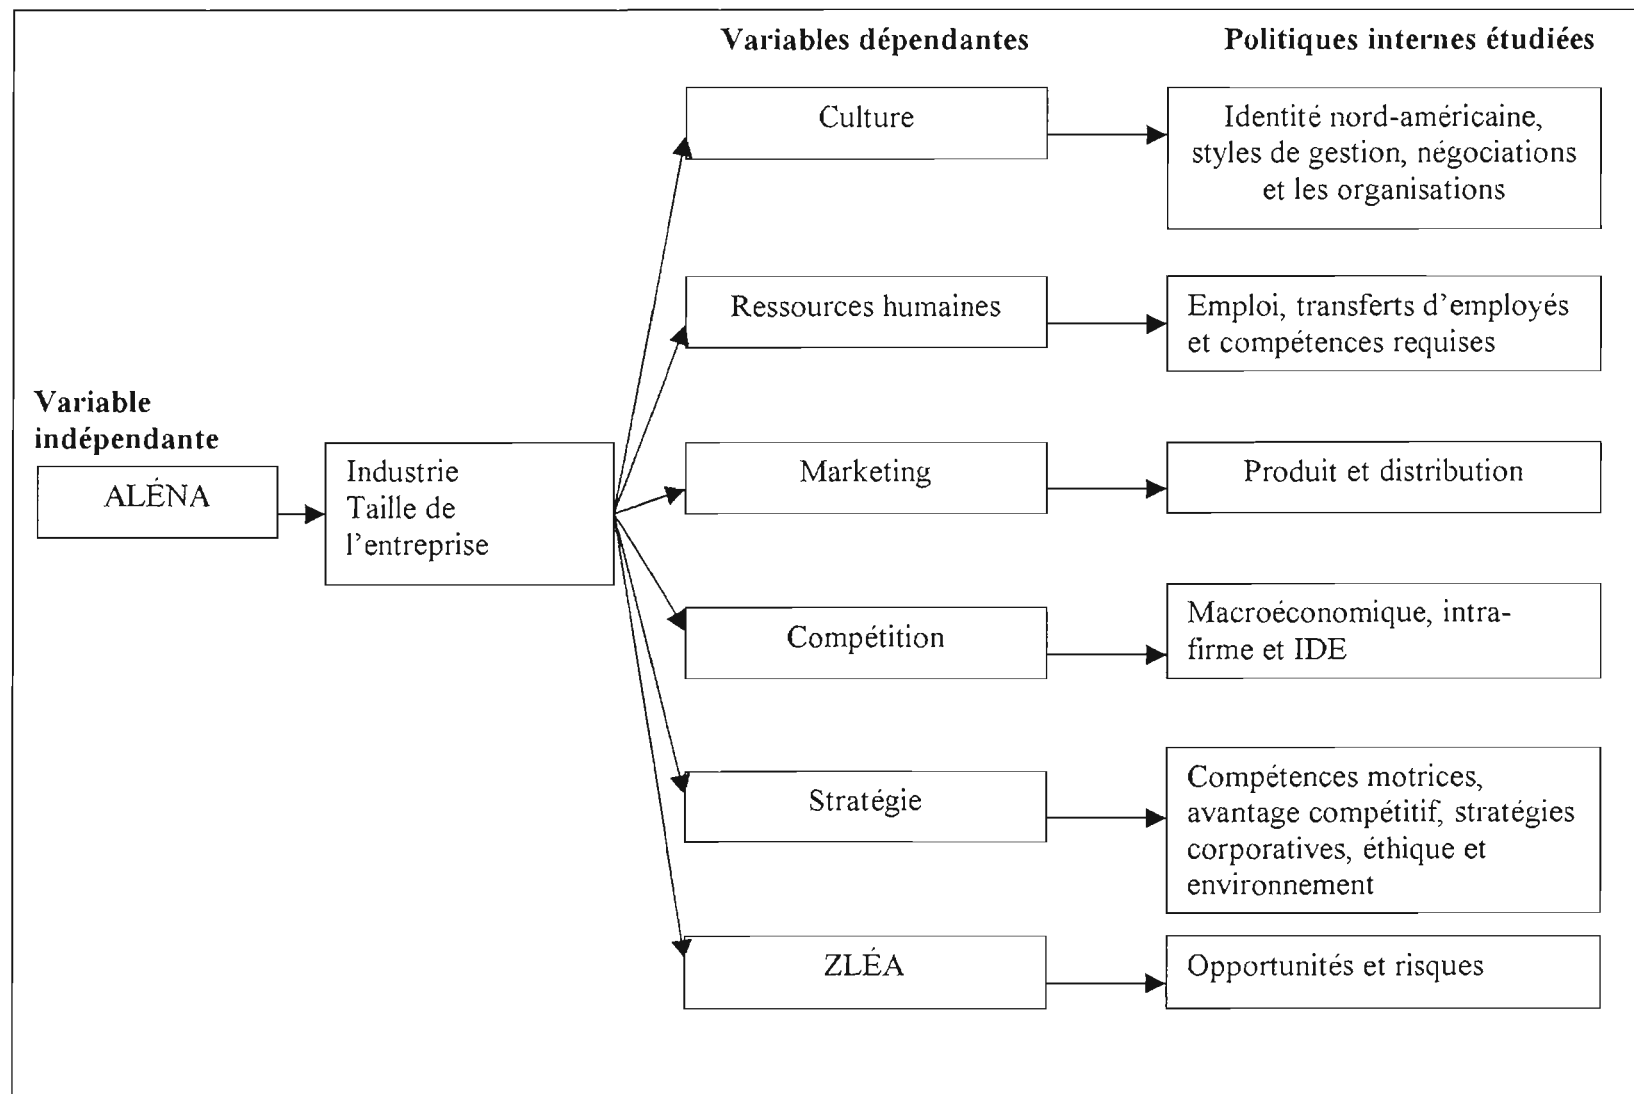 Variables dépendantes
Politiques internes étudiées
Culture
Identité nord-américaine,
styles de gestion, négociations
et les organisations
Ressources humaines
Emploi, transferts d'employés
et compétences requises
Variable
indépendante
ALÉNA
Industrie
Taille de
l'entreprise
Marketing
Produit et distribution
Compétition
Macroéconomique, intra-
firme et IDE
Stratégie
Compétences motrices,
avantage compétitif, stratégies
corporatives, éthique et
environnement
ZLÉA
Opportunités et risques